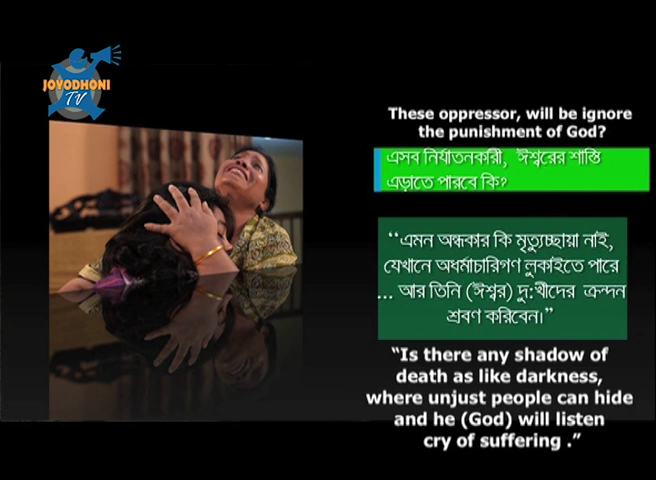 JOYODHONI
TV
These oppressor, will be ignore
the punishment of God?
এসব নির্যাতনকারী, ঈশ্বরের শাস্তি
এড়াতে পারবে কি?
“এমন অন্ধকার কি মৃত্যুচ্ছায়া নাই,
যেখানে অধর্মাচারিগণ লুকাইতে পারে
... আর তিনি (ঈশ্বর) দু:খীদের ক্রন্দন
শ্রবণ করিবেন।”
“Is there any shadow of
death as like darkness,
where unjust people can hide
and he (God) will listen
cry of suffering .”